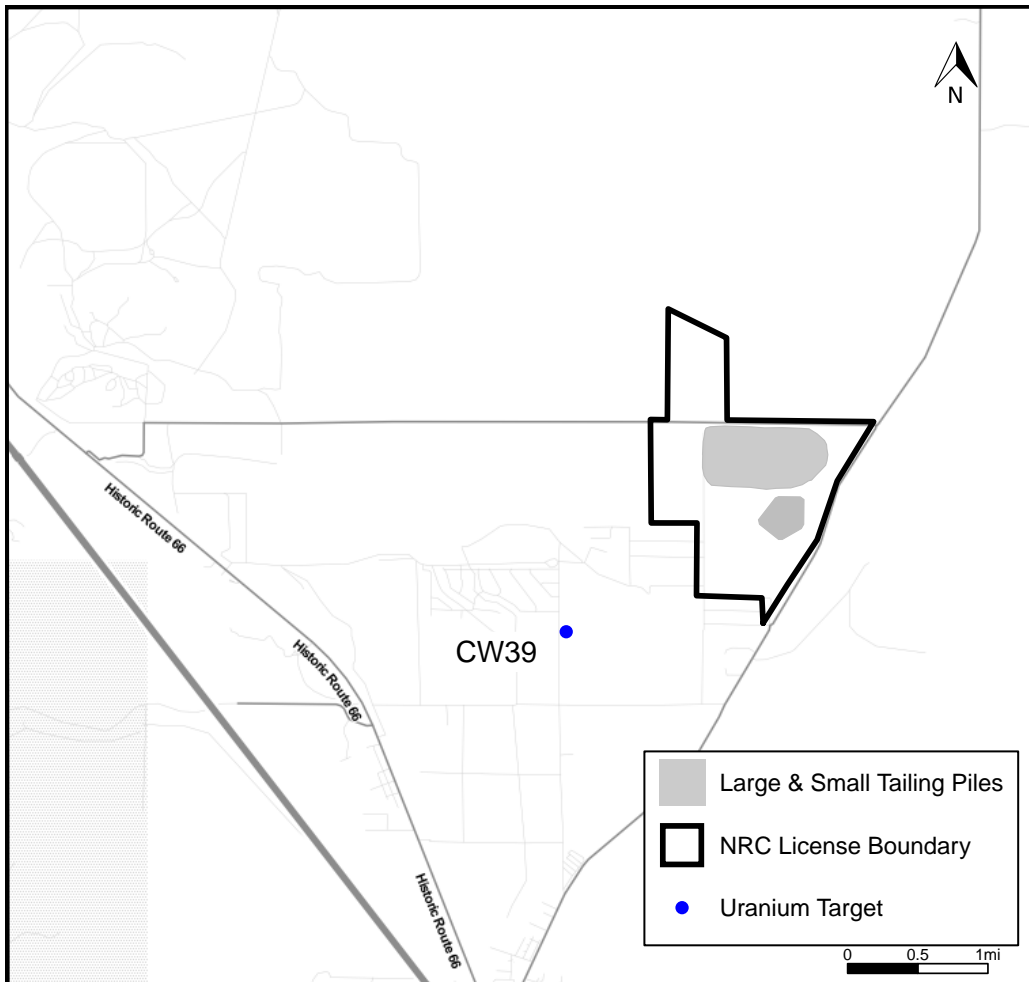 N
Historic Route 66
Historic Route 66
CW39
Historic Route 66
Large & Small Tailing Piles
NRC License Boundary
Uranium Target
0 0.5 1mi